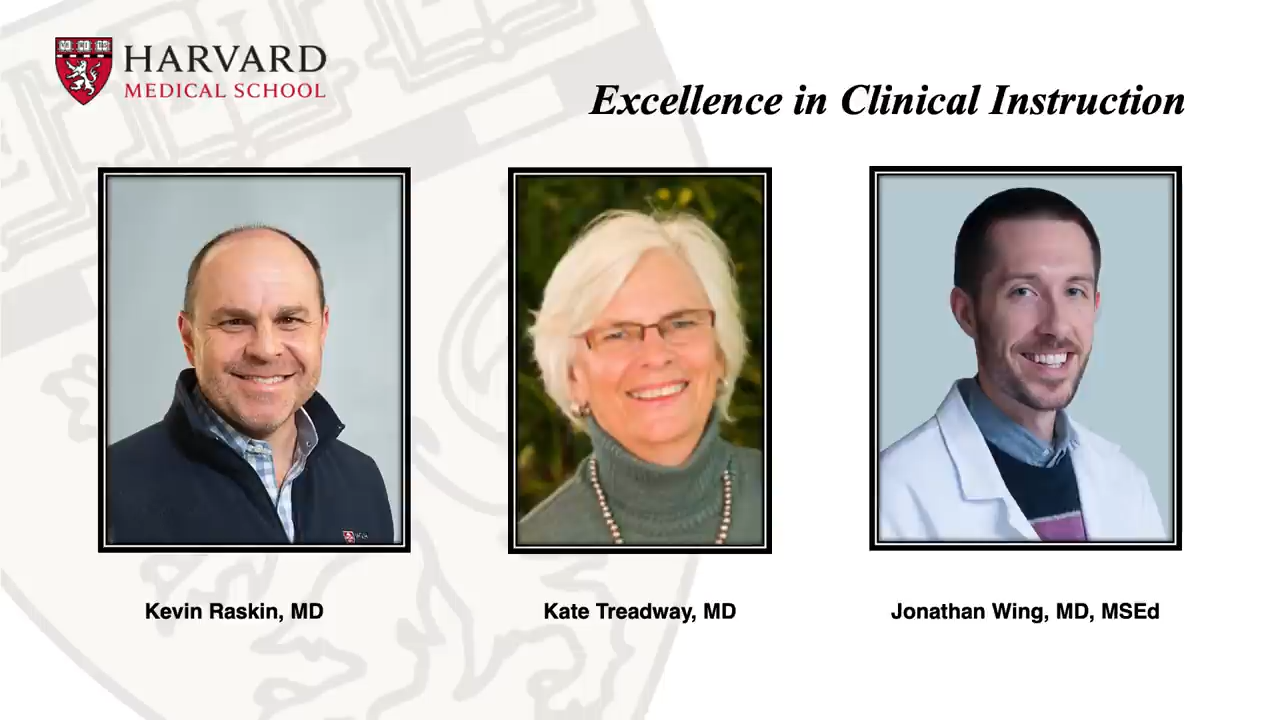 HARVARD
MEDICAL SCHOOL
Excellence in Clinical Instruction
Kevin Raskin, MD
Kate Treadway, MD
Jonathan Wing, MD, MSEd